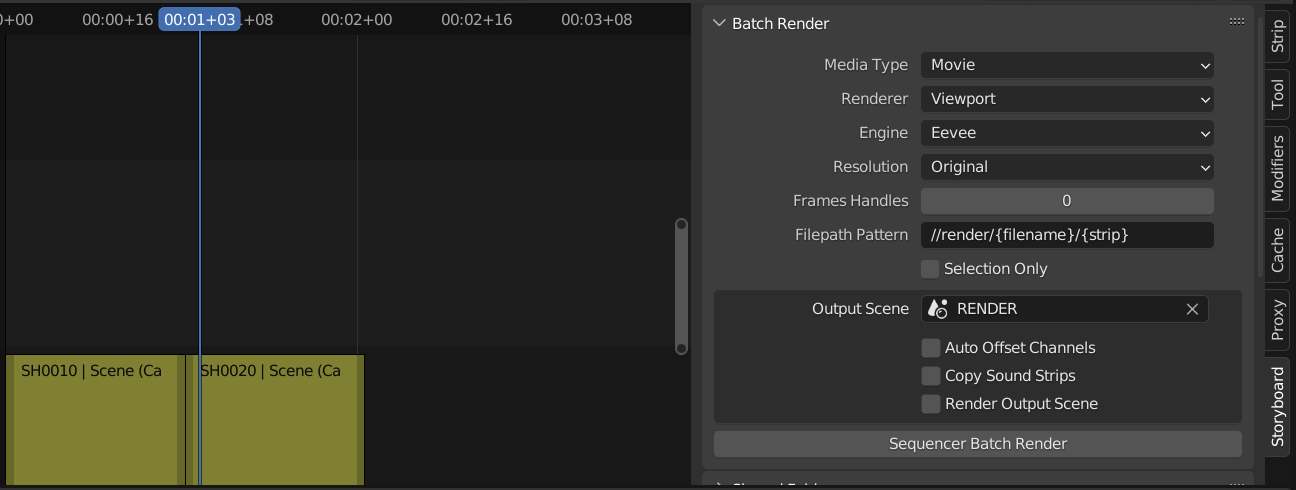 )+00 00:00+16 00:01+03 +08 00:02+00 00:02+16 00:03+08
Batch Render
Media Type Movie
Renderer Viewport
Engine Eevee
Resolution Original
Frames Handles 0
Filepath Pattern //render/{filename}/{strip}
Selection Only
Output Scene RENDER
Auto Offset Channels
Copy Sound Strips
Render Output Scene
Sequencer Batch Render
SH0010 | Scene (Ca
SH0020 | Scene (Ca
Strip
Tool
Modifiers
Cache
Proxy
Storyboard